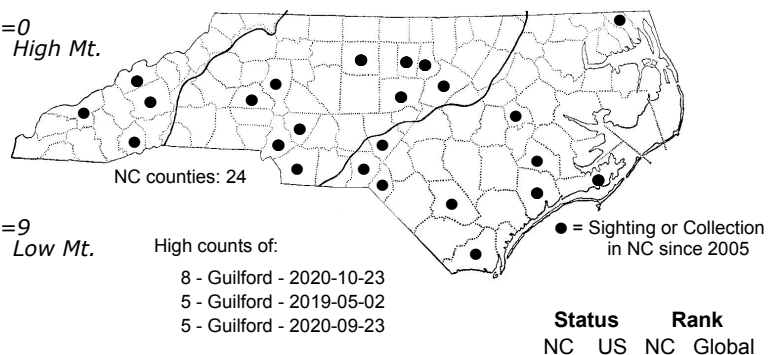 =0
High Mt.
NC counties: 24
=9
Low Mt.
High counts of:
8 - Guilford - 2020-10-23
5 - Guilford - 2019-05-02
5 - Guilford - 2020-09-23
● = Sighting or Collection
in NC since 2005
Status Rank
NC US NC Global